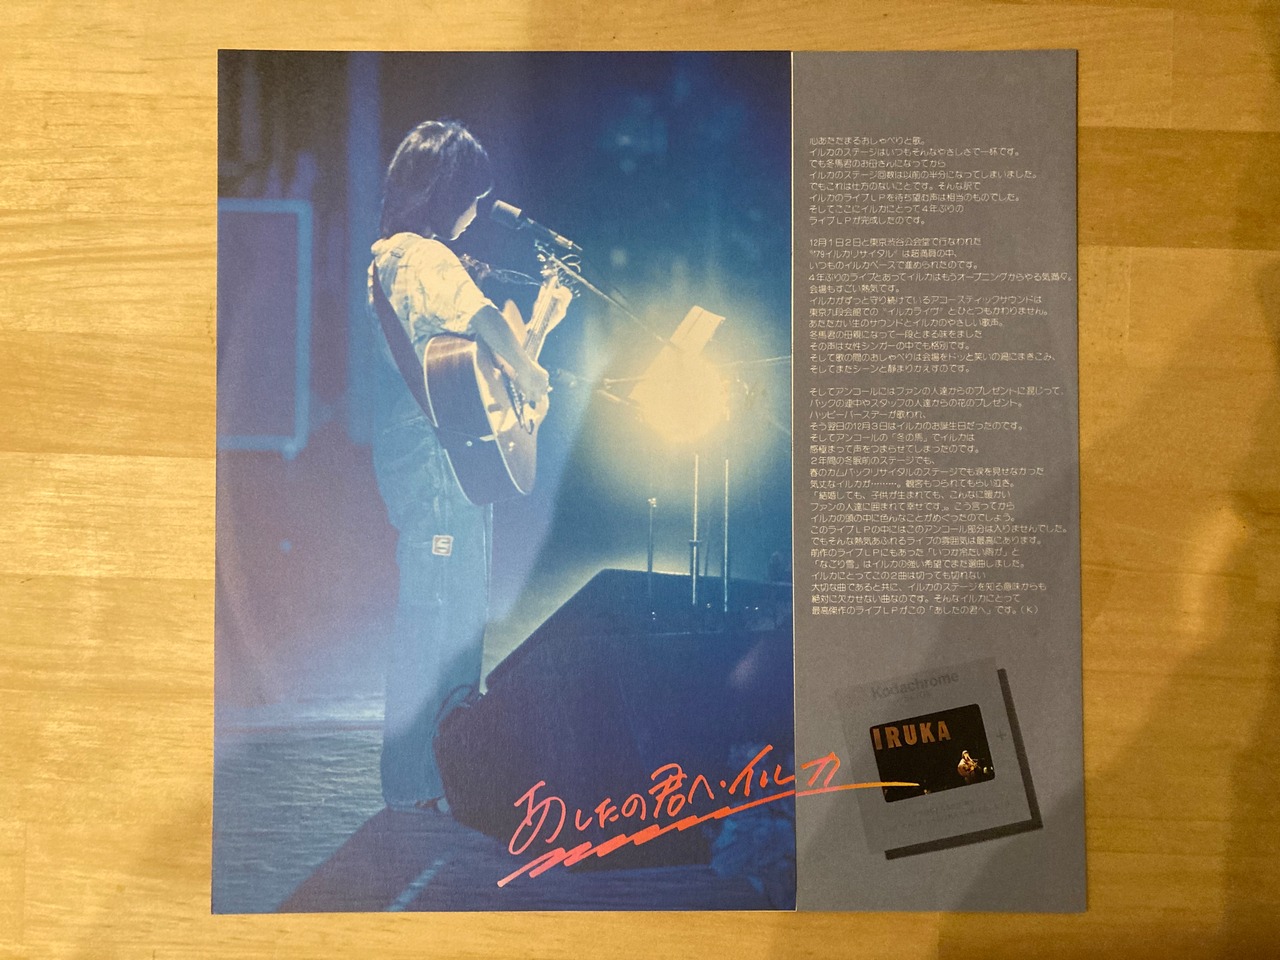 心あたたまるおしゃべりと歌。
イルカのステージはいつもそんなやさしさで一杯です。
でも冬馬君のお母さんになってから
イルカのステージ回数は以前の半分になってしまいました。
でもこれは仕方のないことです。そんな訳で
イルカのライブLPを待ち望む声は相当のものでした。
そしてここにイルカにとって4年ぶりの
ライブLPが完成したのです。
12月1日2日と東京渋谷公会堂で行なわれた
"'79イルカリサイタル"は超満員の中、
いつものイルカペースで進められたのです。
4年ぶりのライブとあってイルカはもうオープニングからやる気満々。
会場もすごい熱気です。
イルカがずっと守り続けているアコースティックサウンドは
東京九段会館での"イルカライヴ"とひとつもかわりません。
あたたかい生のサウンドとイルカのやさしい歌声。
冬馬君の母親になって一段とまる味をました
その声は女性シンガーの中でも格別です。
そして歌の間のおしゃべりは会場をドッと笑いの渦にまきこみ、
そしてまたシーンと静まりかえすのです。
そしてアンコールにはファンの人達からのプレゼントに混じって、
バックの連中やスタッフの人達からの花のプレゼント。
ハッピーバースデーが歌われ、
そう翌日の12月3日はイルカのお誕生日だったのです。
そしてアンコールの「冬の馬」でイルカは
感極まって声をつまらせてしまったのです。
2年間の冬眠前のステージでも、
春のカムバックリサイタルのステージでも涙を見せなかった
気丈なイルカが………。観客もつられてもらい泣き。
「結婚しても、子供が生まれても、こんなに暖かい
ファンの人達に囲まれて幸せです」。こう言ってから
イルカの頭の中に色んなことがめぐったのでしょう。
このライブLPの中にはこのアンコール部分は入りませんでした。
でもそんな熱気あふれるライブの雰囲気は最高にあります。
前作のライブLPにもあった「いつか冷たい雨が」と
「なごり雪」はイルカの強い希望でまた選曲しました。
イルカにとってこの2曲は切っても切れない
大切な曲であると共に、イルカのステージを知る意味からも
絶対に欠かせない曲なのです。そんなイルカにとって
最高傑作のライブLPがこの「あしたの君へ」です。(K)
Kodachrome
IRUKA
あしたの君へ・イルカ